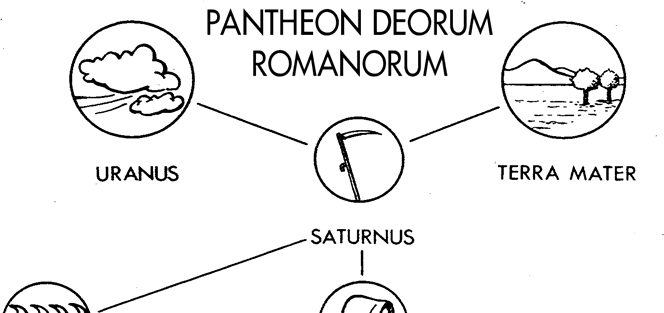 PANTHEON DEORUM
ROMANORUM
URANUS
TERRA MATER
SATURNUS